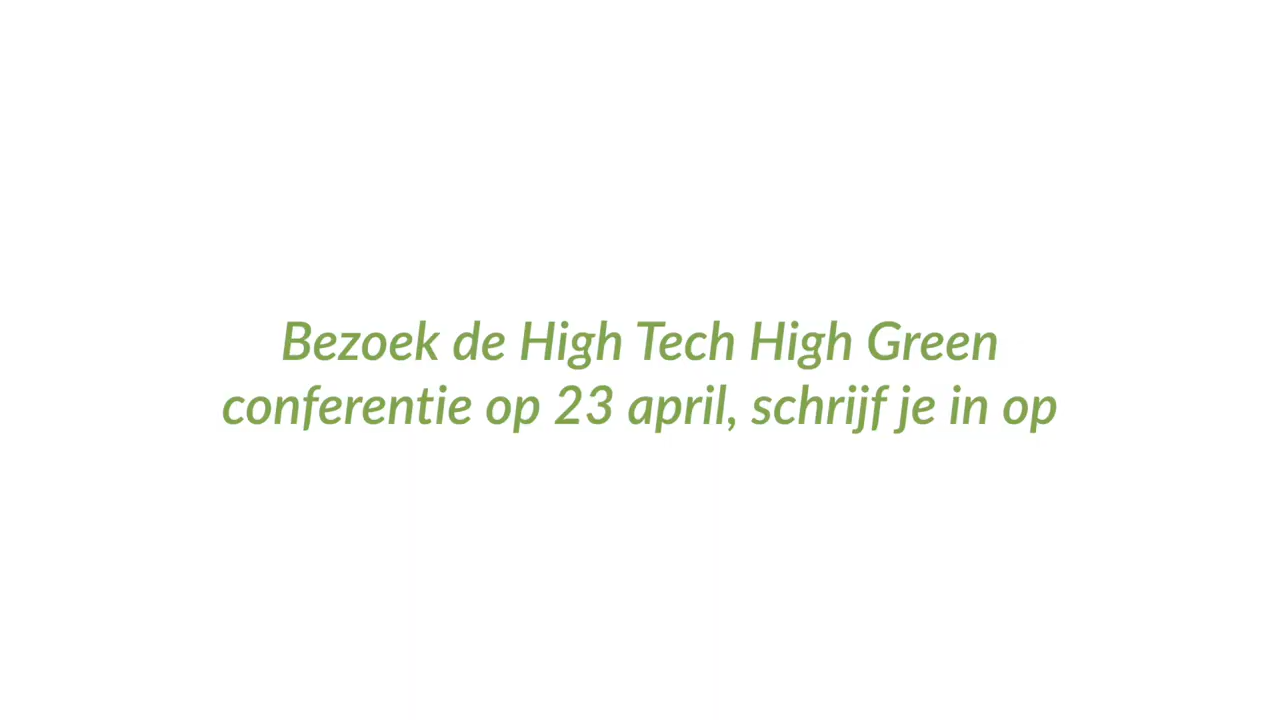 Bezoek de High Tech High Green
conferentie op 23 april, schrijf je in op